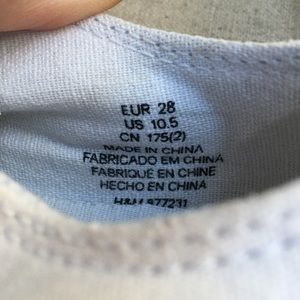 EUR 28
US 10.5
CN 175(2)
MADE IN CHINA
FABRICADO EM CHINA
FABRIQUÉ EN CHINE
HECHO EN CHINA
H&M 877231